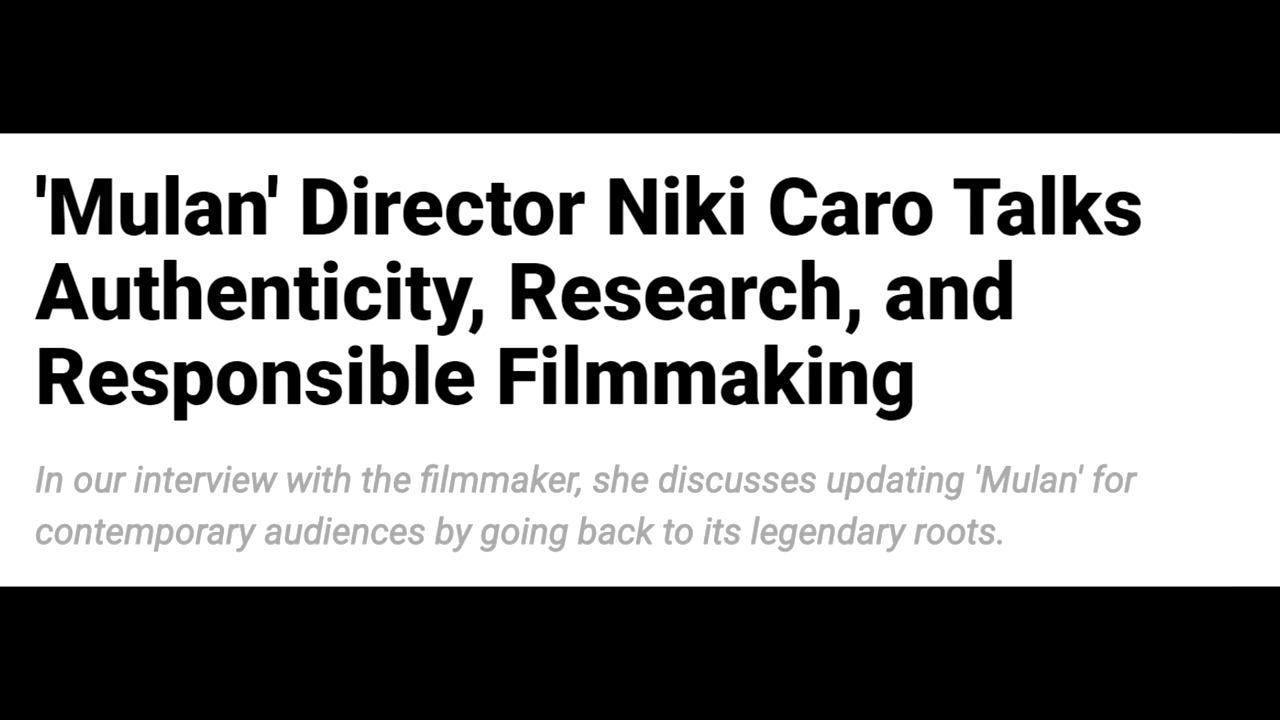 'Mulan' Director Niki Caro Talks
Authenticity, Research, and
Responsible Filmmaking
In our interview with the filmmaker, she discusses updating 'Mulan' for
contemporary audiences by going back to its legendary roots.